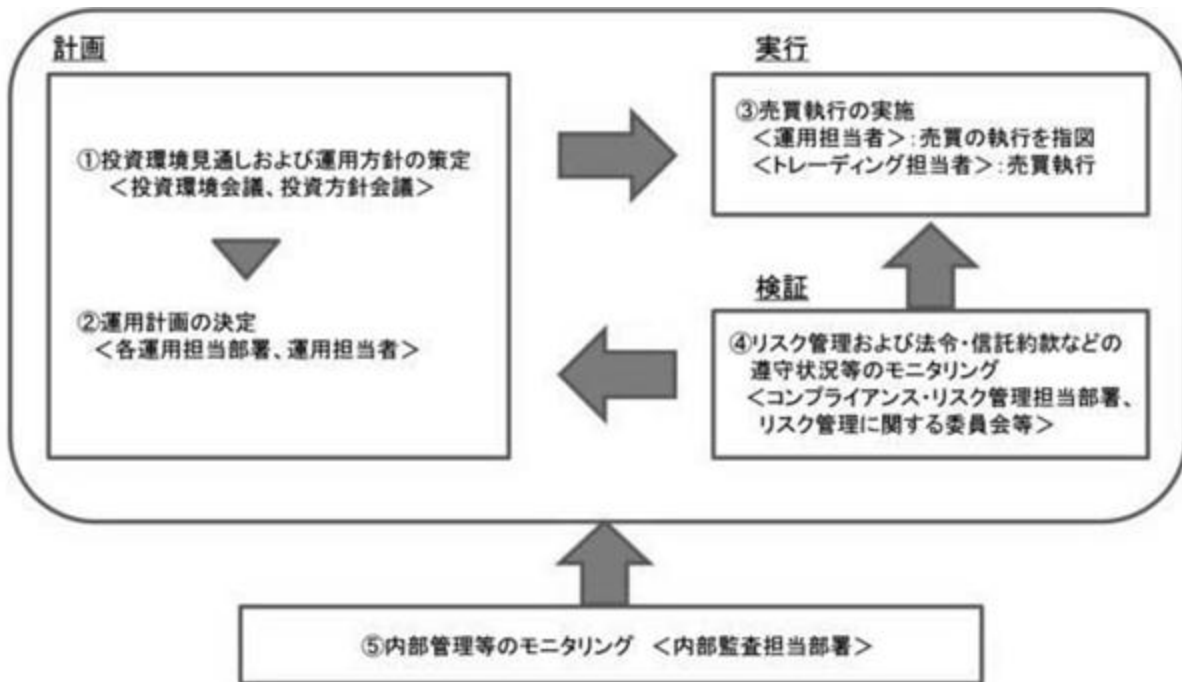 計画
①投資環境見通しおよび運用方針の策定
＜投資環境会議、投資方針会議＞
②運用計画の決定
＜各運用担当部署、運用担当者＞
実行
③売買執行の実施
＜運用担当者＞：売買の執行を指図
＜トレーディング担当者＞：売買執行
検証
④リスク管理および法令・信託約款などの
遵守状況等のモニタリング
＜コンプライアンス・リスク管理担当部署、
リスク管理に関する委員会等＞
⑤内部管理等のモニタリング　＜内部監査担当部署＞